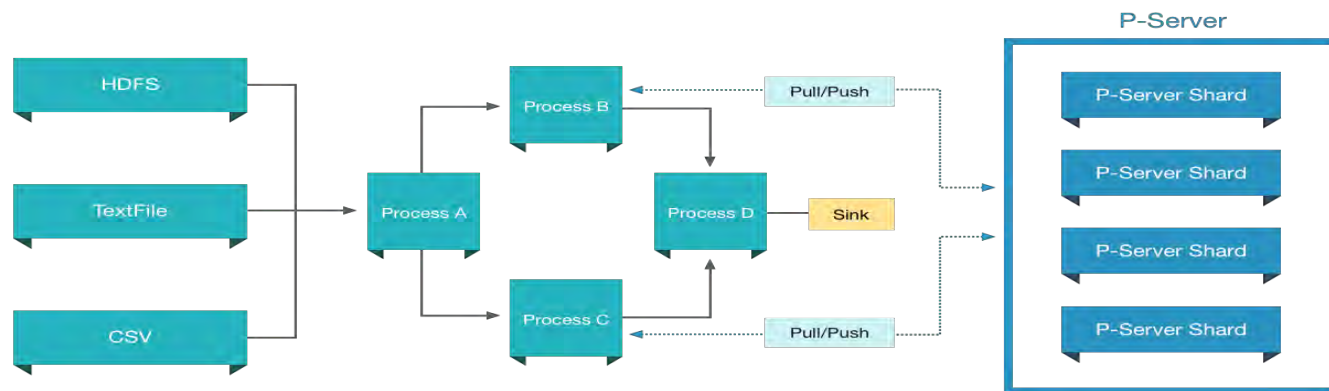 P-Server
HDFS
TextFile
CSV
Process A
Process B
Process C
Process D
Pull/Push
Sink
Pull/Push
P-Server Shard
P-Server Shard
P-Server Shard
P-Server Shard